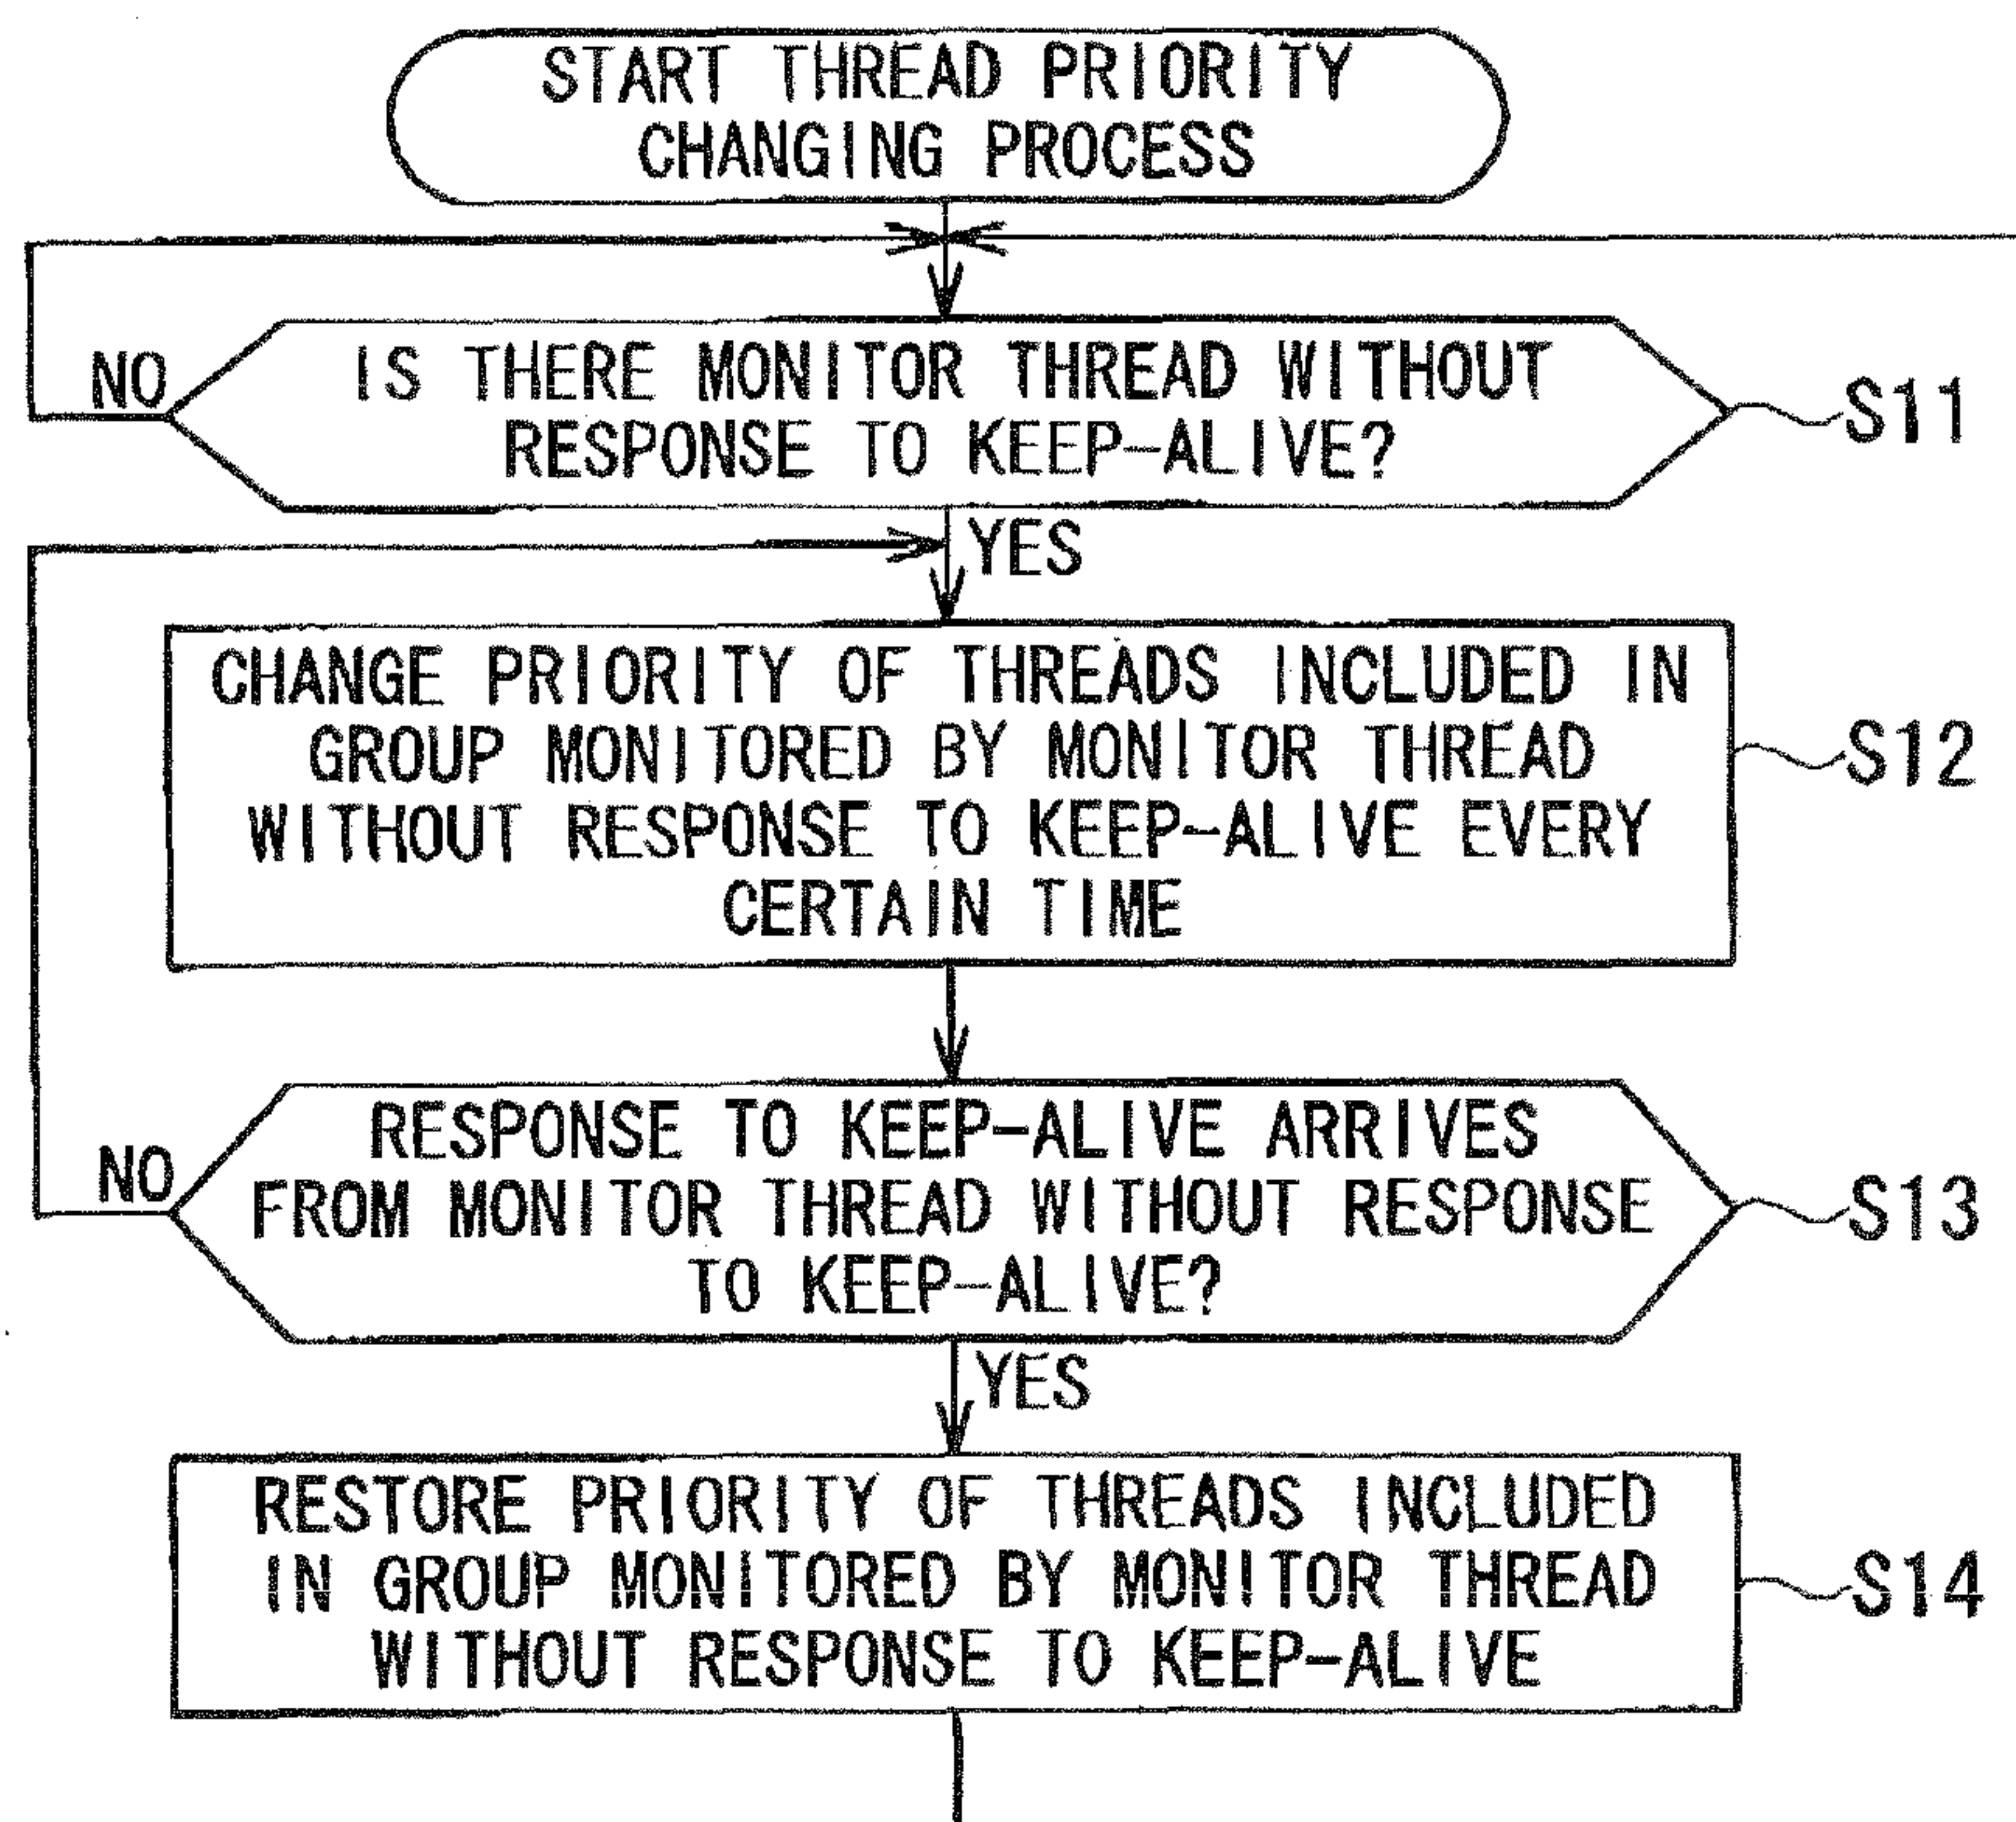 START THREAD PRIORITY
CHANGING PROCESS
NO
IS THERE MONITOR THREAD WITHOUT
RESPONSE TO KEEP-ALIVE?
S11
YES
CHANGE PRIORITY OF THREADS INCLUDED IN
GROUP MONITORED BY MONITOR THREAD
WITHOUT RESPONSE TO KEEP-ALIVE EVERY
CERTAIN TIME
S12
NO
RESPONSE TO KEEP-ALIVE ARRIVES
FROM MONITOR THREAD WITHOUT RESPONSE
TO KEEP-ALIVE?
S13
YES
RESTORE PRIORITY OF THREADS INCLUDED
IN GROUP MONITORED BY MONITOR THREAD
WITHOUT RESPONSE TO KEEP-ALIVE
S14